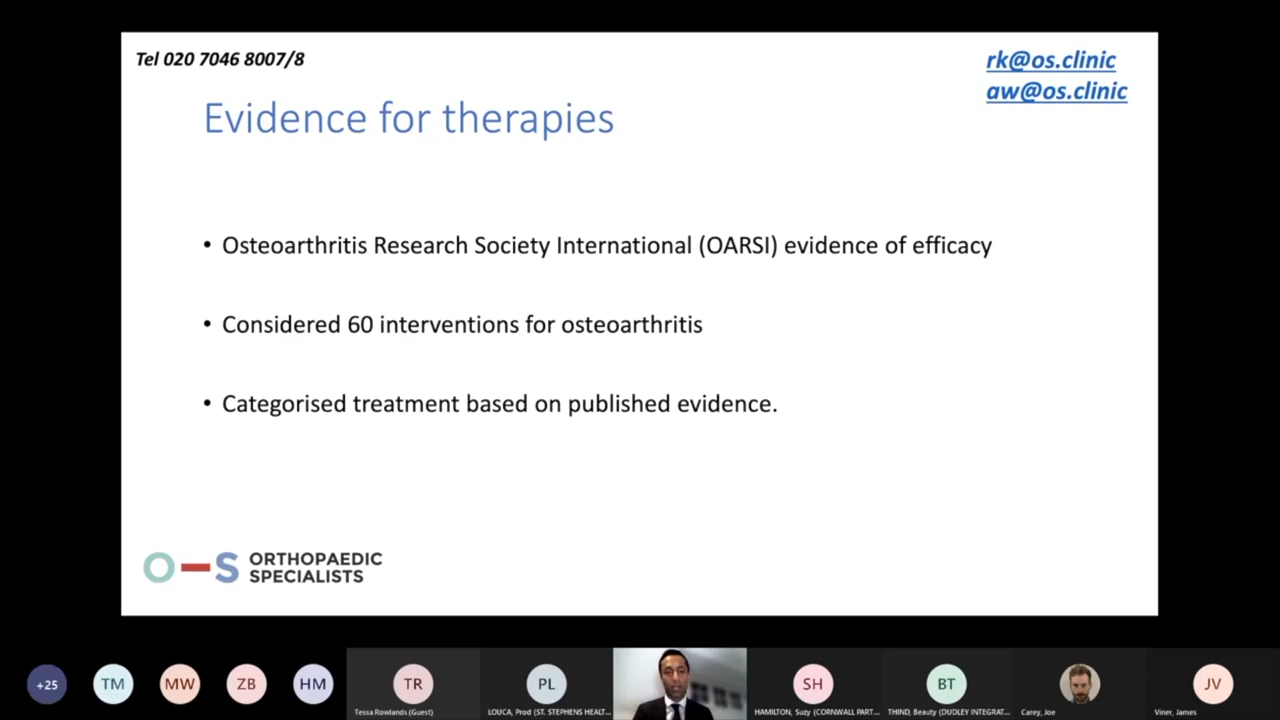 Tel 020 7046 8007/8
rk@os.clinic
aw@os.clinic
Evidence for therapies
• Osteoarthritis Research Society International (OARSI) evidence of efficacy
• Considered 60 interventions for osteoarthritis
• Categorised treatment based on published evidence.
O-S ORTHOPAEDIC
SPECIALISTS
+25 TM MW ZB HM TR PL SH BT JV
Tessa Rowlands (Guest) LOUCA, Prod (ST. STEPHENS HEALT... HAMILTON, Suzy (CORNWALL PART... THIND, Beauty (DUDLEY INTEGRAT... Carey, Joe Viner, James